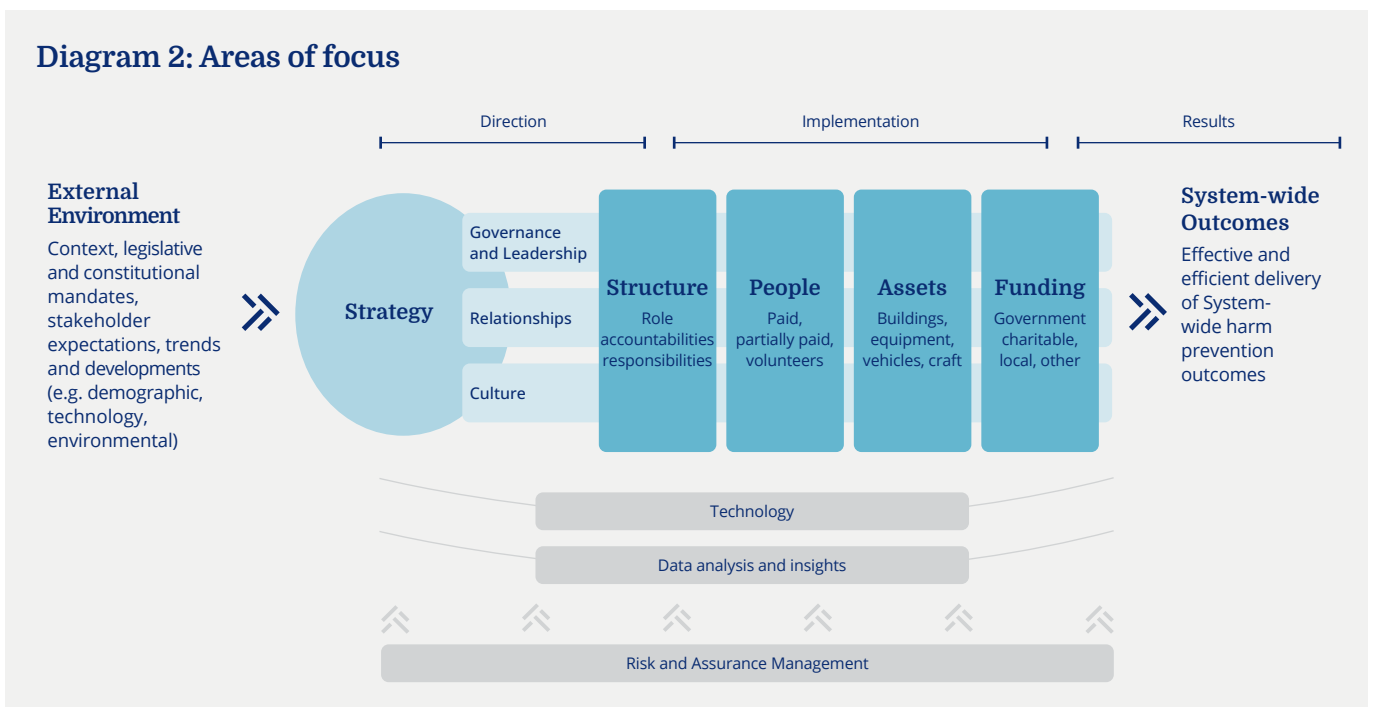 Diagram 2: Areas of focus
Direction
Implementation
Results
External
Environment
Context, legislative
and constitutional
mandates,
stakeholder
expectations, trends
and developments
(e.g. demographic,
technology,
environmental)
Strategy
Governance
and Leadership
Relationships
Culture
Structure
Role
accountabilities
responsibilities
People
Paid,
partially paid,
volunteers
Assets
Buildings,
equipment,
vehicles, craft
Funding
Government
charitable,
local, other
System-wide
Outcomes
Effective and
efficient delivery
of System-
wide harm
prevention
outcomes
Technology
Data analysis and insights
Risk and Assurance Management